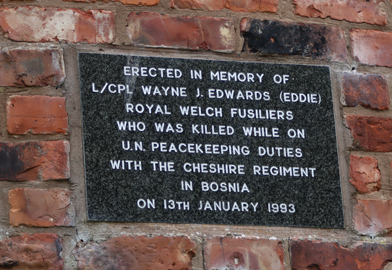 ERECTED IN MEMORY OF
L/CPL WAYNE J. EDWARDS (EDDIE)
ROYAL WELCH FUSILIERS
WHO WAS KILLED WHILE ON
U.N. PEACEKEEPING DUTIES
WITH THE CHESHIRE REGIMENT
IN BOSNIA
ON 13TH JANUARY 1993